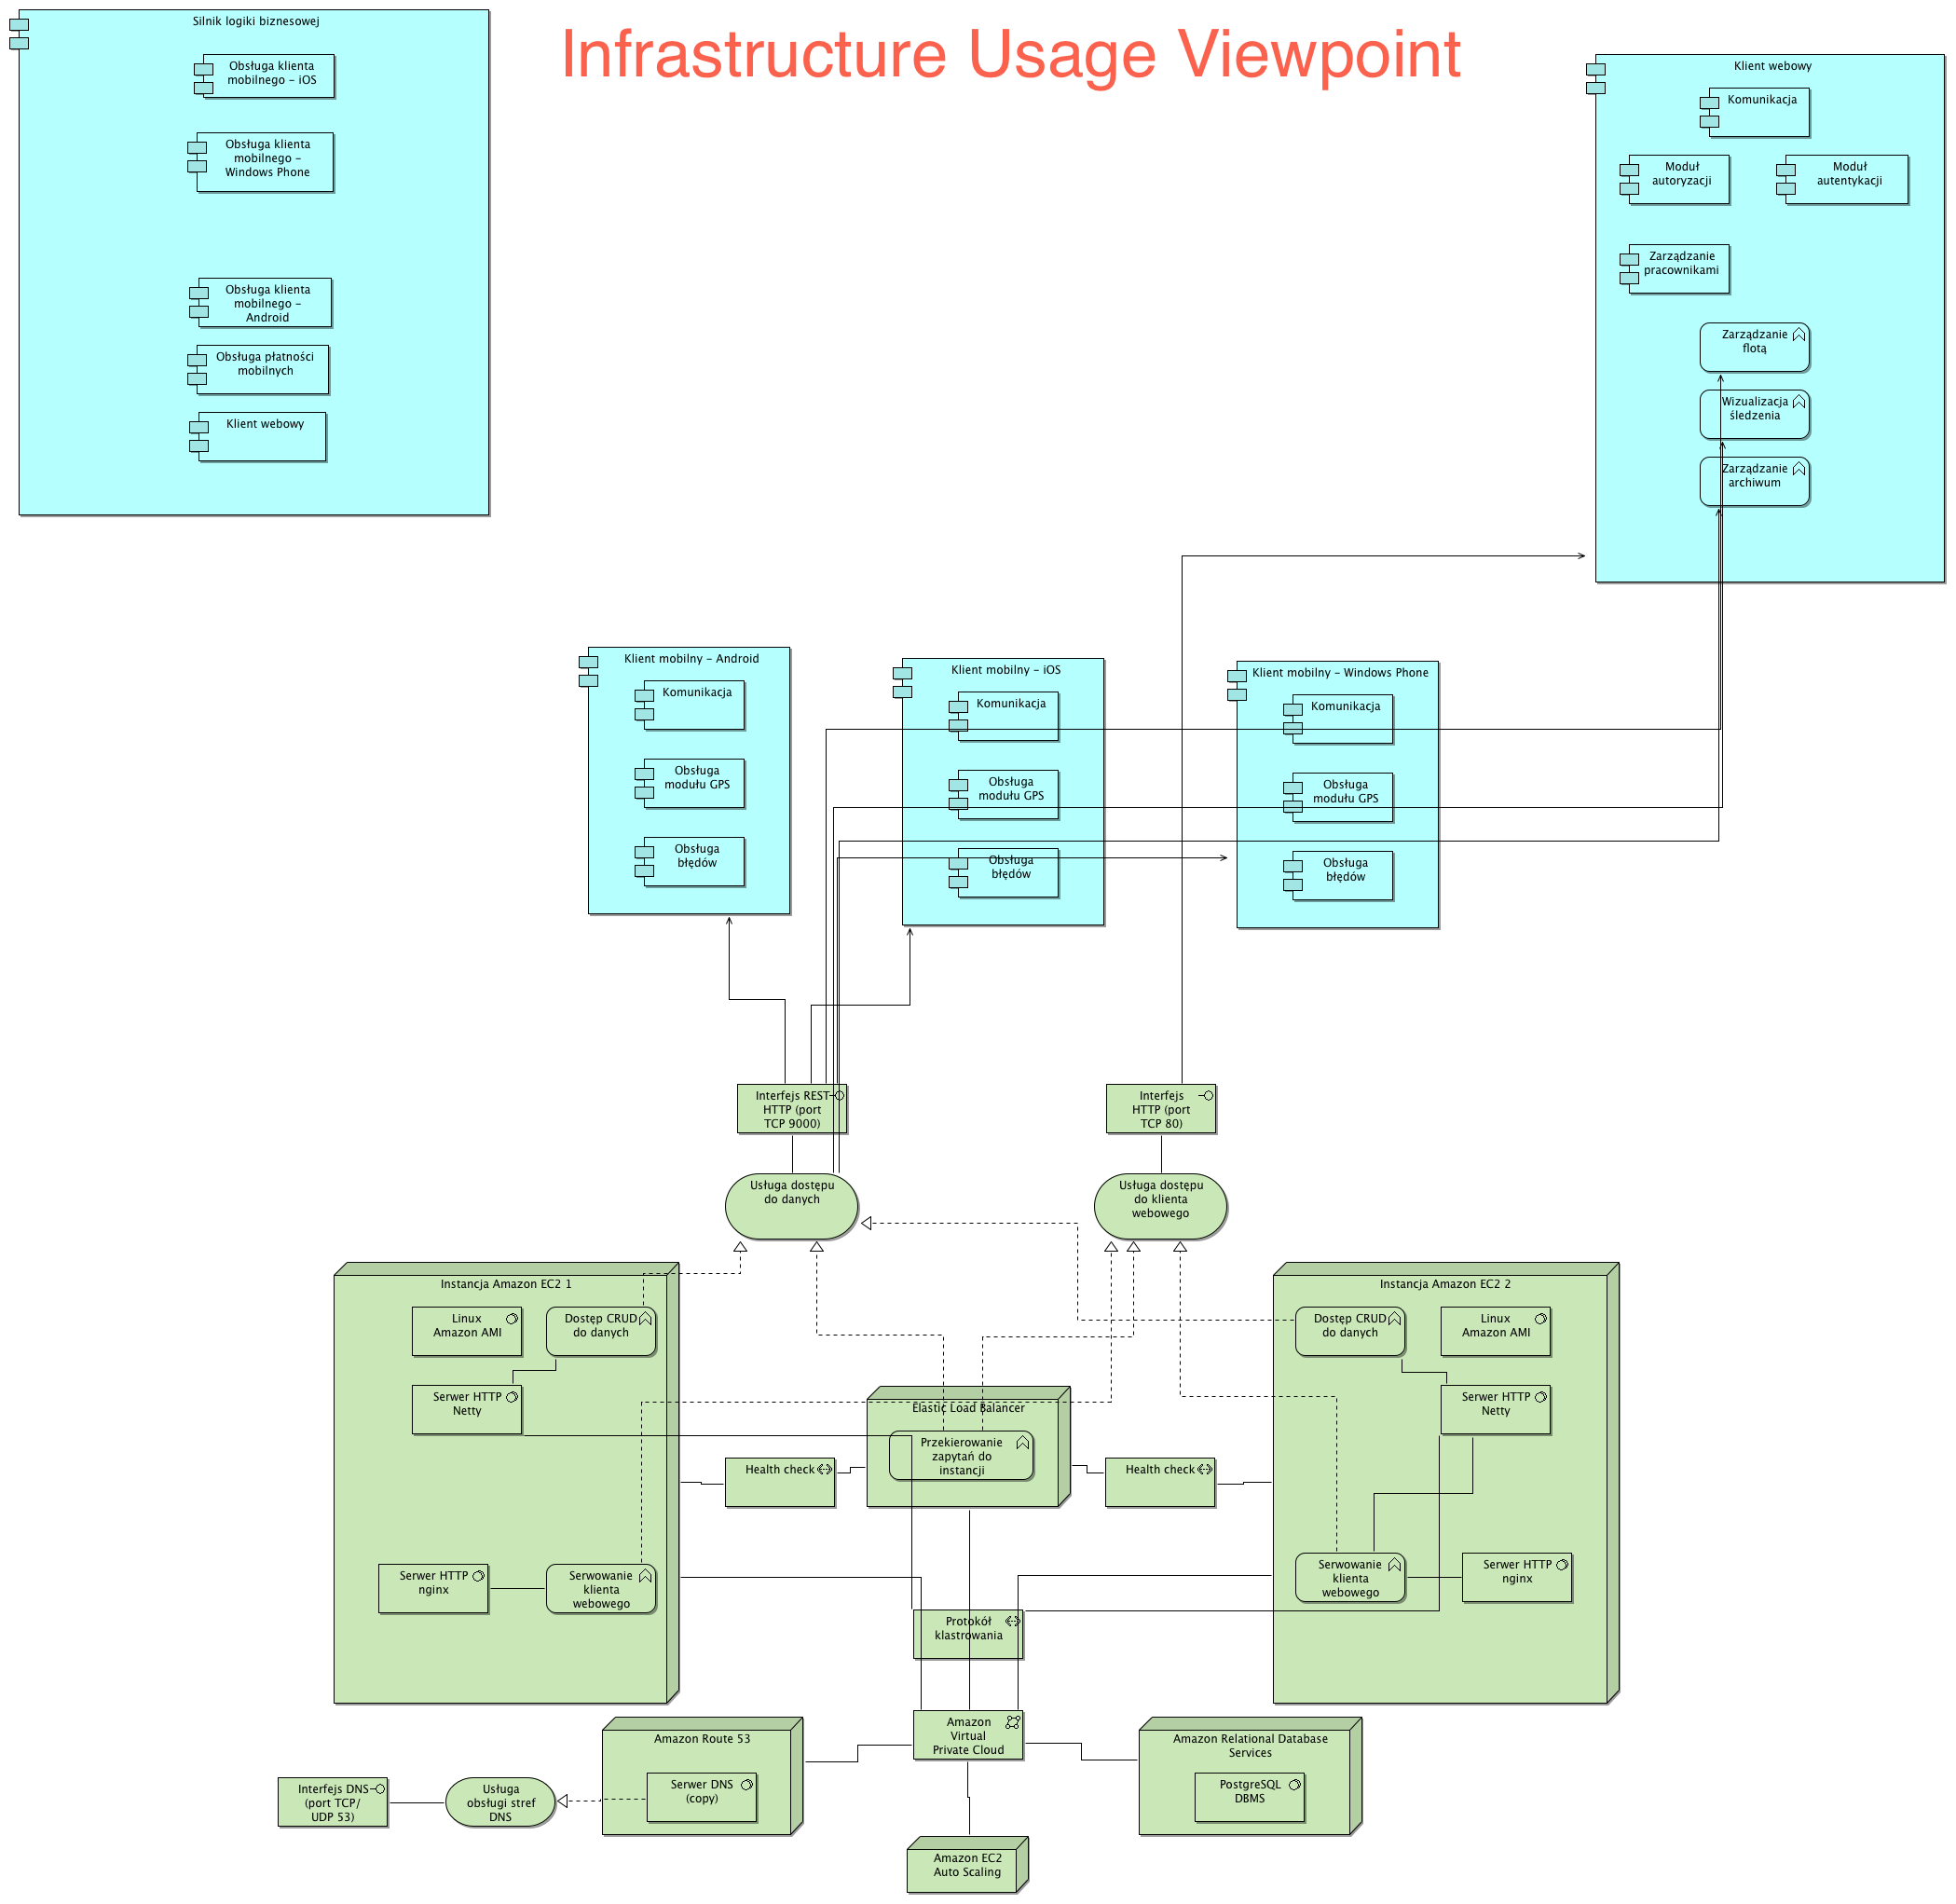 Infrastructure Usage Viewpoint
Silnik logiki biznesowej
Obsługa klienta
mobilnego - iOS
Obsługa klienta
mobilnego -
Windows Phone
Obsługa klienta
mobilnego -
Android
Obsługa płatności
mobilnych
Klient webowy
Klient webowy
Komunikacja
Moduł
autoryzacji
Moduł
autentykacji
Zarządzanie
pracownikami
Zarządzanie
flotą
Wizualizacja
śledzenia
Zarządzanie
archiwum
Klient mobilny - Android
Komunikacja
Obsługa
modułu GPS
Obsługa
błędów
Klient mobilny - iOS
Komunikacja
Obsługa
modułu GPS
Obsługa
błędów
Klient mobilny - Windows Phone
Komunikacja
Obsługa
modułu GPS
Obsługa
błędów
Interfejs REST
HTTP (port
TCP 9000)
Interfejs
HTTP (port
TCP 80)
Usługa dostępu
do danych
Usługa dostępu
do klienta
webowego
Instancja Amazon EC2 1
Linux
Amazon AMI
Dostęp CRUD
do danych
Serwer HTTP
Netty
Serwer HTTP
nginx
Serwowanie
klienta
webowego
Health check
Elastic Load Balancer
Przekierowanie
zapytań do
instancji
Health check
Instancja Amazon EC2 2
Dostęp CRUD
do danych
Linux
Amazon AMI
Serwer HTTP
Netty
Serwowanie
klienta
webowego
Serwer HTTP
nginx
Protokół
klastrowania
Amazon
Virtual
Private Cloud
Amazon Route 53
Serwer DNS
(copy)
Interfejs DNS
(port TCP/
UDP 53)
Usługa
obsługi stref
DNS
Amazon Relational Database
Services
PostgreSQL
DBMS
Amazon EC2
Auto Scaling